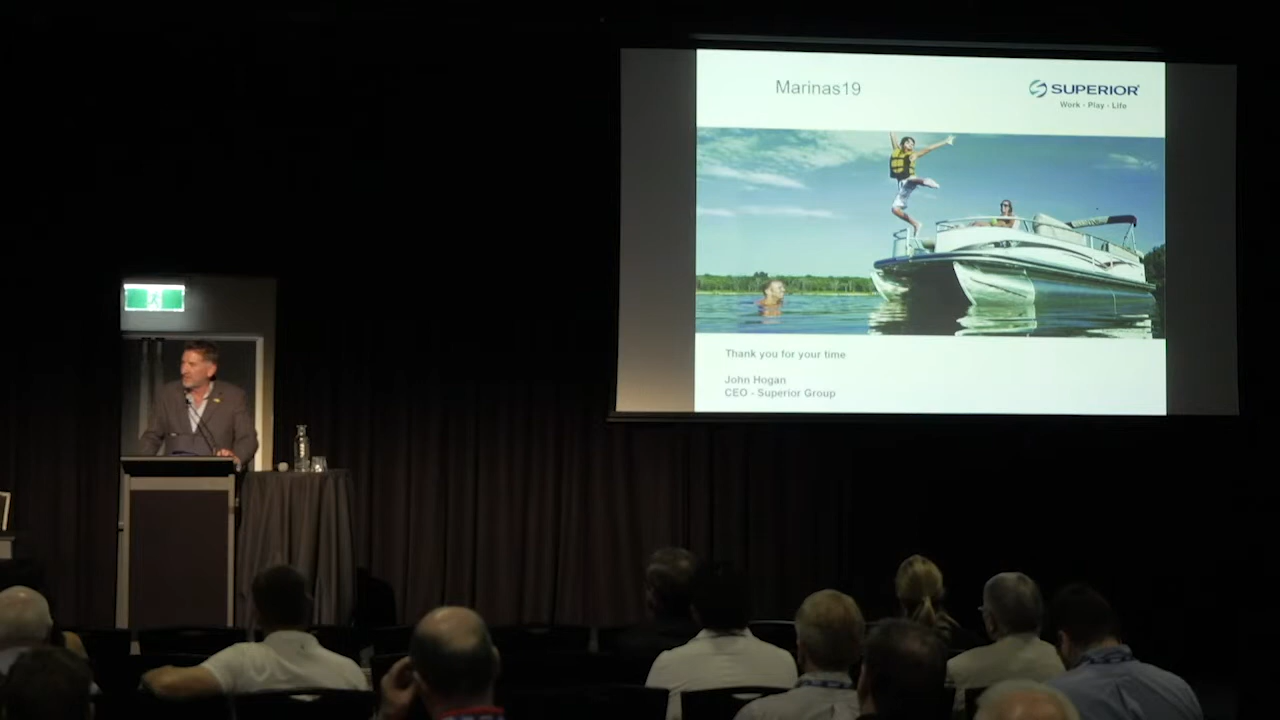 Marinas19
SUPERIOR
Work - Play - Life
Thank you for your time
John Hogan
CEO - Superior Group